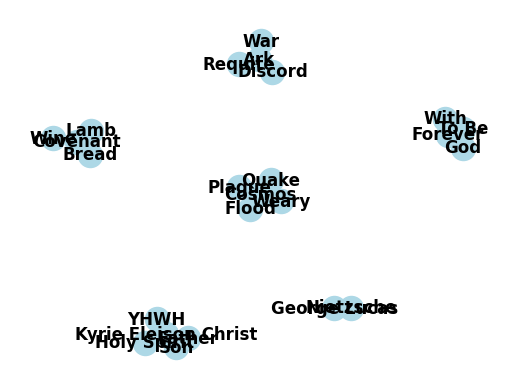 War
Ark
Requite
Discord
With
To Be
Forever
God
Lamb
Wine
Covenant
Bread
Quake
Plague
Cosmos
Weary
Flood
Nietzsche
George Lucas
YHWH
Kyrie Eleison Christ
Father
Holy Spirit
Son